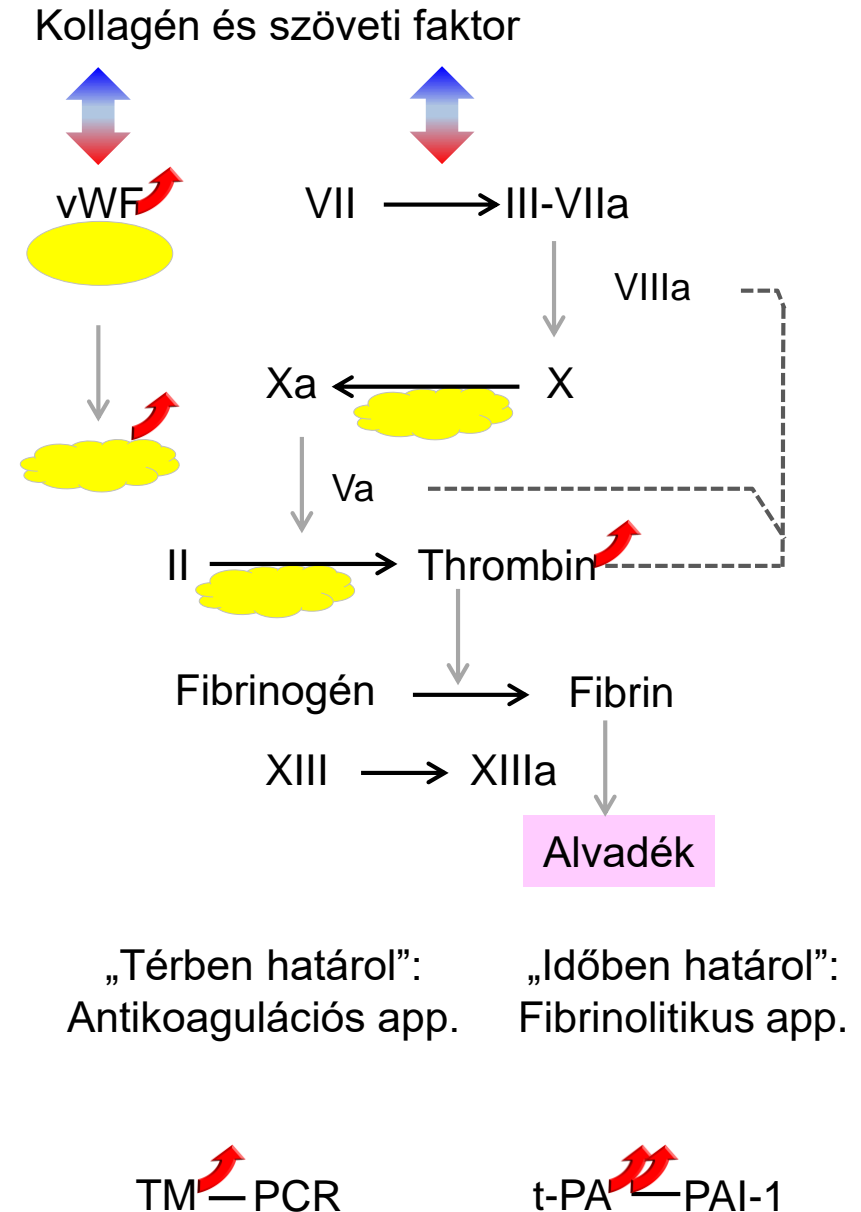 Kollagén és szöveti faktor
vWF
VII
III-VIIa
VIIIa
Xa
X
Va
II
Thrombin
Fibrinogén
Fibrin
XIII
XIIIa
Alvadék
„Térben határol”:
Antikoagulációs app.
„Időben határol”:
Fibrinolitikus app.
TM
PCR
t-PA
PAI-1